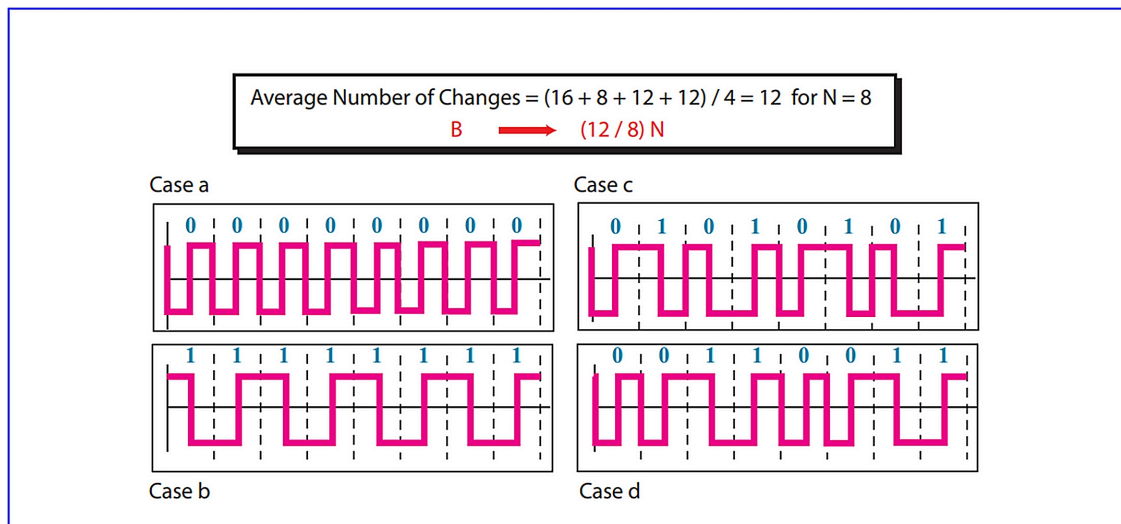 Average Number of Changes = (16 + 8 + 12 + 12) / 4 = 12 for N = 8
B (12 / 8) N
Case a
0 0 0 0 0 0 0 0
Case c
0 1 0 1 0 1 0 1
1 1 1 1 1 1 1 1
Case b
0 0 1 1 0 0 1 1
Case d